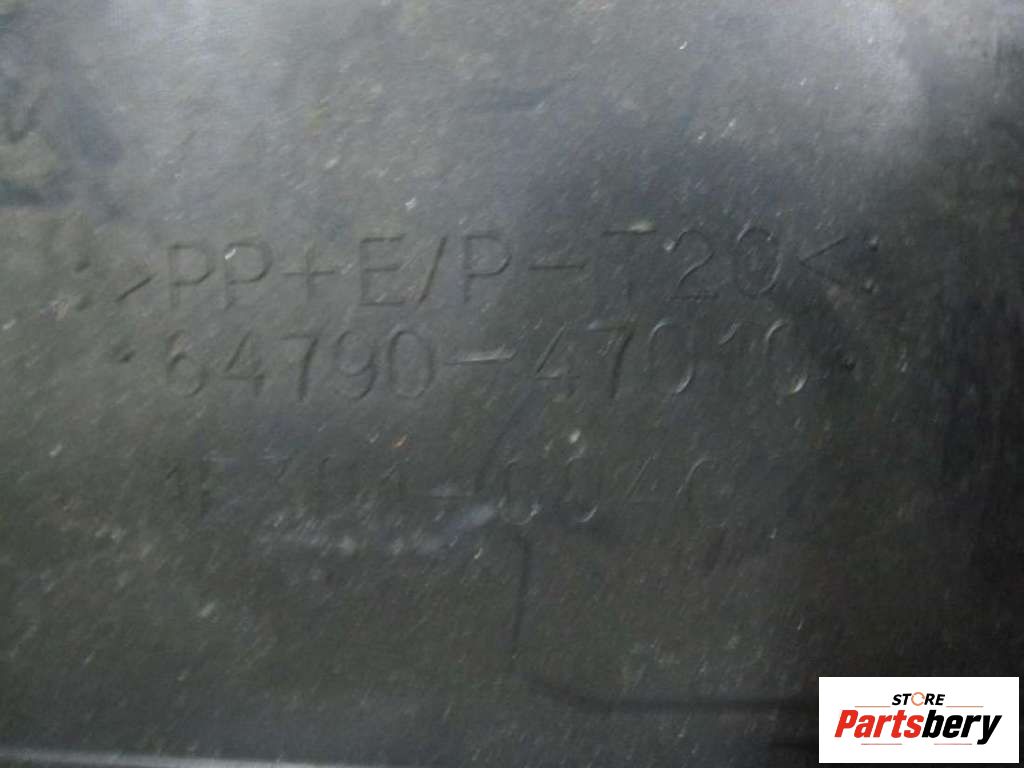 >PP+E/P-T20<
64790-47010
STORE
Partsbery